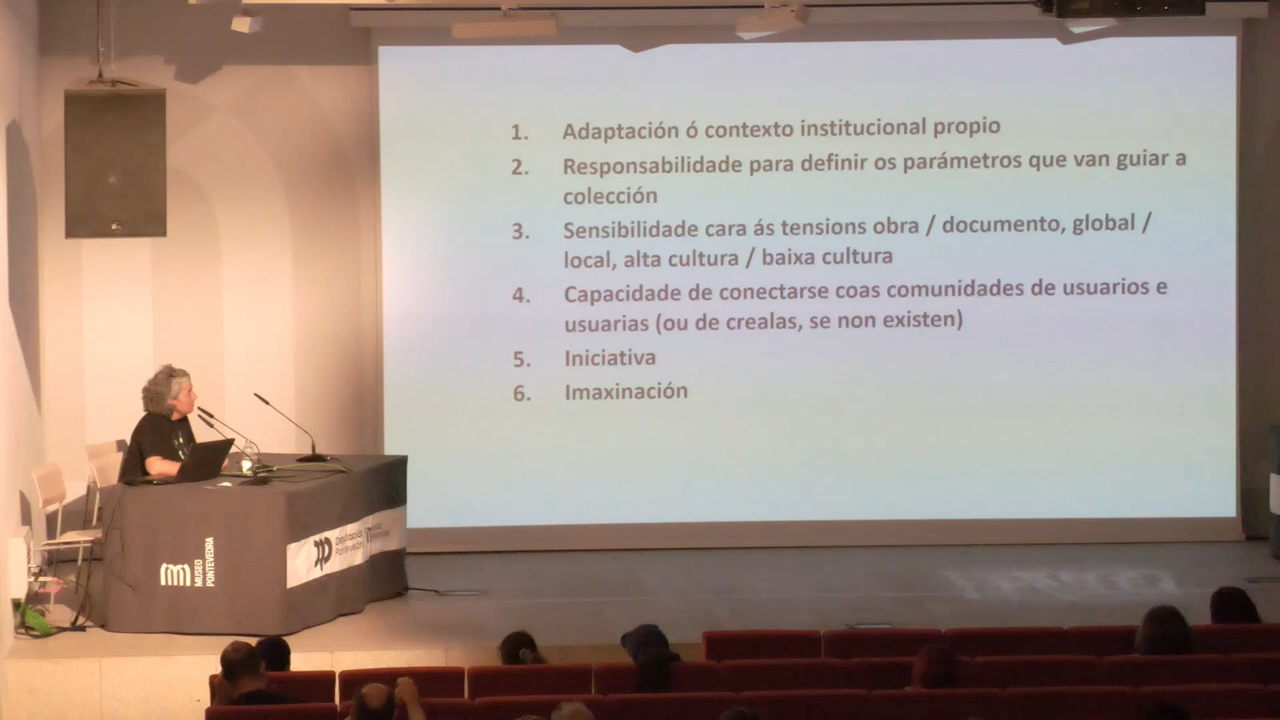 1. Adaptación ó contexto institucional propio
2. Responsabilidade para definir os parámetros que van guiar a
colección
3. Sensibilidade cara ás tensions obra / documento, global /
local, alta cultura / baixa cultura
4. Capacidade de conectarse coas comunidades de usuarios e
usuarias (ou de crealas, se non existen)
5. Iniciativa
6. Imaxinación
MUSEO
PONTEVEDRA
Deputación
Pontevedra